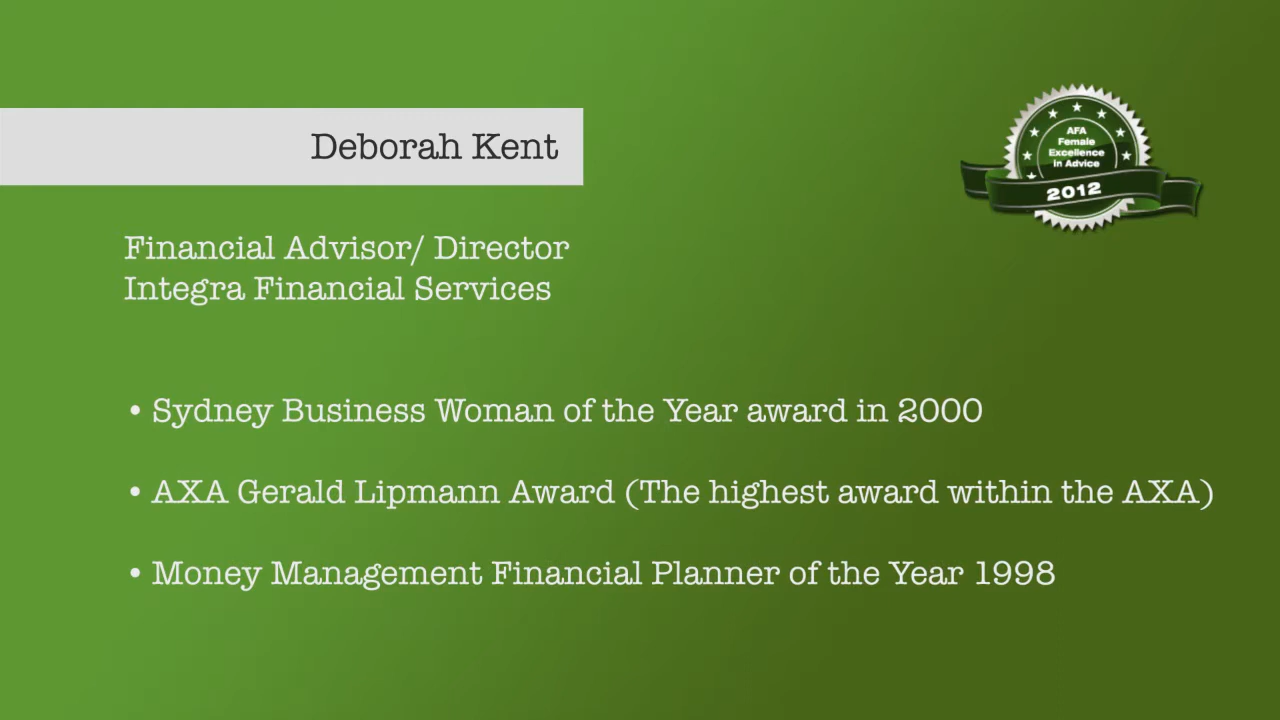 Deborah Kent
AFA
Female
Excellence
in Advice
2012
Financial Advisor/ Director
Integra Financial Services
• Sydney Business Woman of the Year award in 2000
• AXA Gerald Lipmann Award (The highest award within the AXA)
• Money Management Financial Planner of the Year 1998